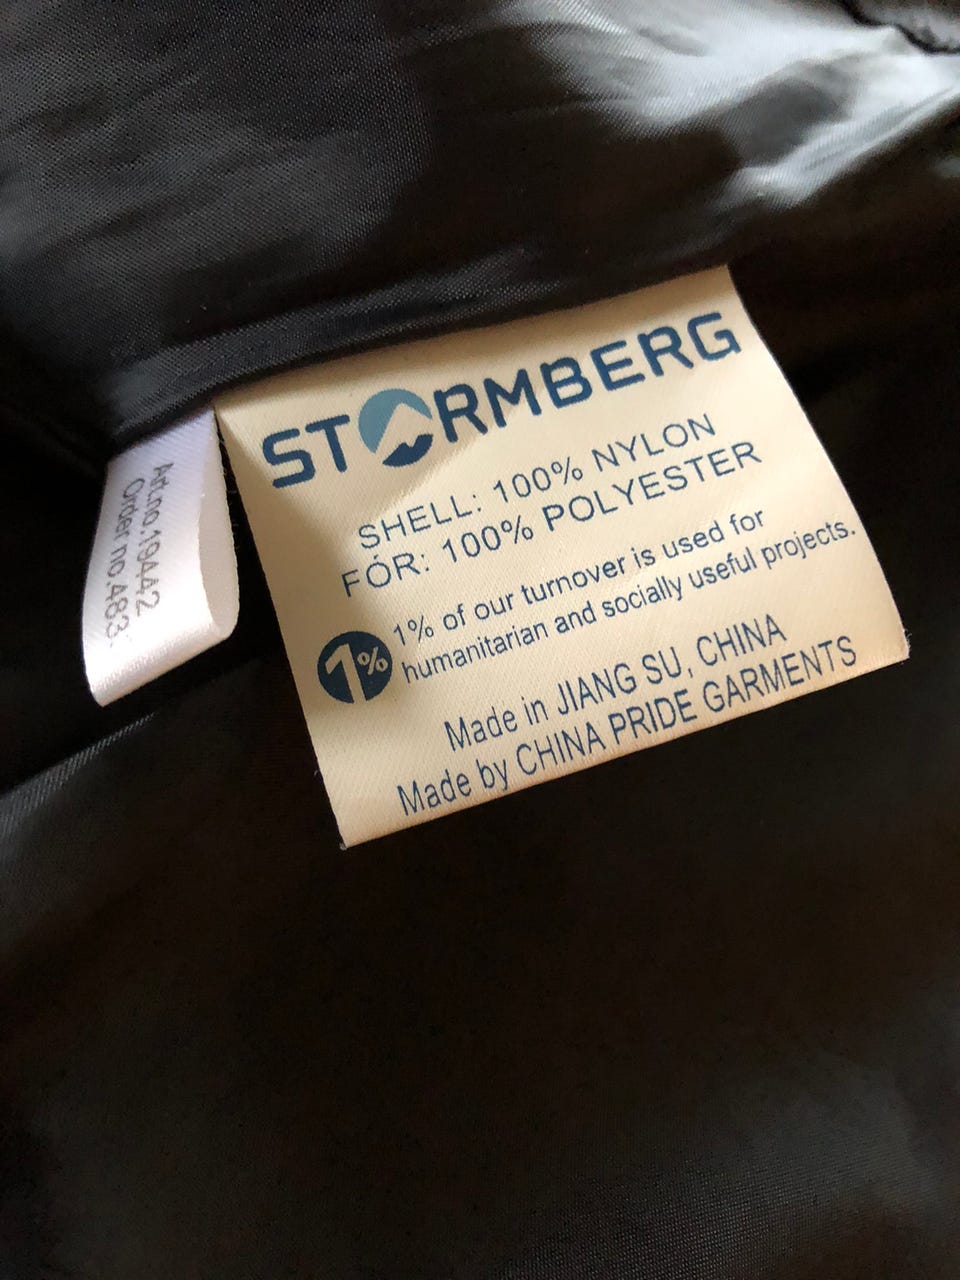 STORMBERG
SHELL: 100% NYLON
FÓR: 100% POLYESTER
1% of our turnover is used for
humanitarian and socially useful projects.
1%
Made in JIANG SU, CHINA
Made by CHINA PRIDE GARMENTS
Art.no.19442
Order no.483